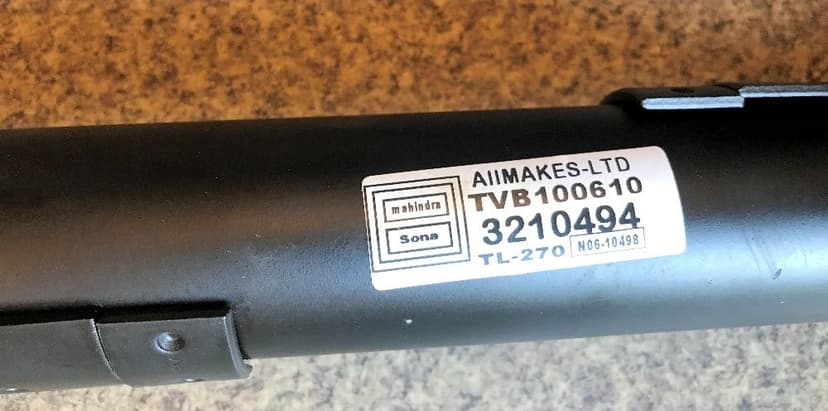 AllMAKES-LTD
TVB100610
3210494
TL-270 N06-10498
mahindra
Sona